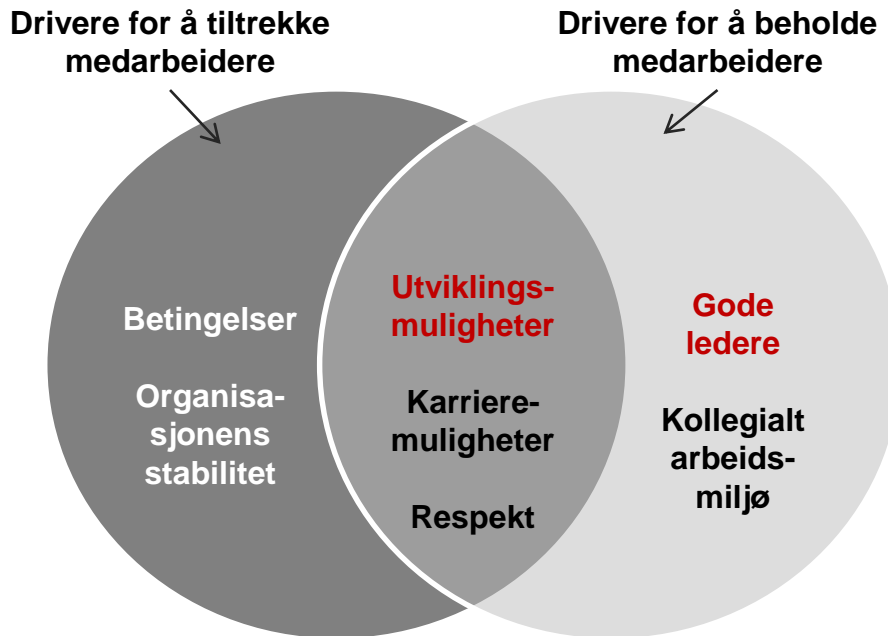 Drivere for å tiltrekke
medarbeidere
Drivere for å beholde
medarbeidere
Betingelser
Organisa-
sjonens
stabilitet
Utviklings-
muligheter
Karriere-
muligheter
Respekt
Gode
ledere
Kollegialt
arbeids-
miljø